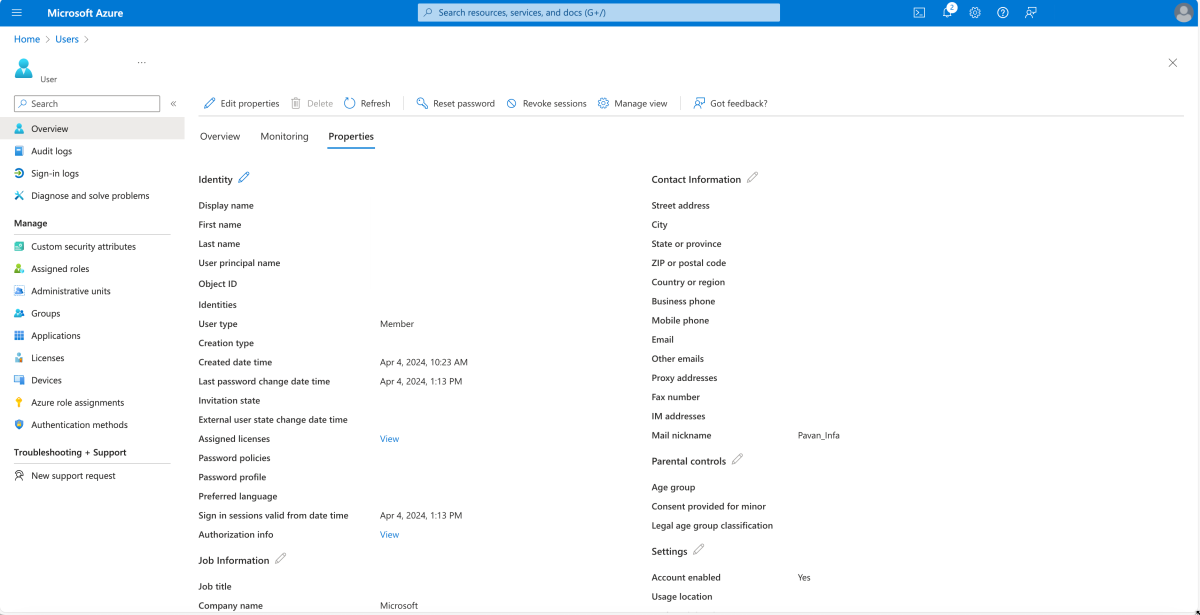 Microsoft Azure
Search resources, services, and docs (G+/)
2
Home > Users >
...
User
Search
«
Edit properties Delete Refresh Reset password Revoke sessions Manage view Got feedback?
Overview
Audit logs
Sign-in logs
Diagnose and solve problems
Manage
Custom security attributes
Assigned roles
Administrative units
Groups
Applications
Licenses
Devices
Azure role assignments
Authentication methods
Troubleshooting + Support
New support request
Overview Monitoring Properties
Identity
Display name
First name
Last name
User principal name
Object ID
Identities
User type Member
Creation type
Created date time Apr 4, 2024, 10:23 AM
Last password change date time Apr 4, 2024, 1:13 PM
Invitation state
External user state change date time
Assigned licenses View
Password policies
Password profile
Preferred language
Sign in sessions valid from date time Apr 4, 2024, 1:13 PM
Authorization info View
Job Information
Job title
Company name Microsoft
Contact Information
Street address
City
State or province
ZIP or postal code
Country or region
Business phone
Mobile phone
Email
Other emails
Proxy addresses
Fax number
IM addresses
Mail nickname Pavan_Infa
Parental controls
Age group
Consent provided for minor
Legal age group classification
Settings
Account enabled Yes
Usage location